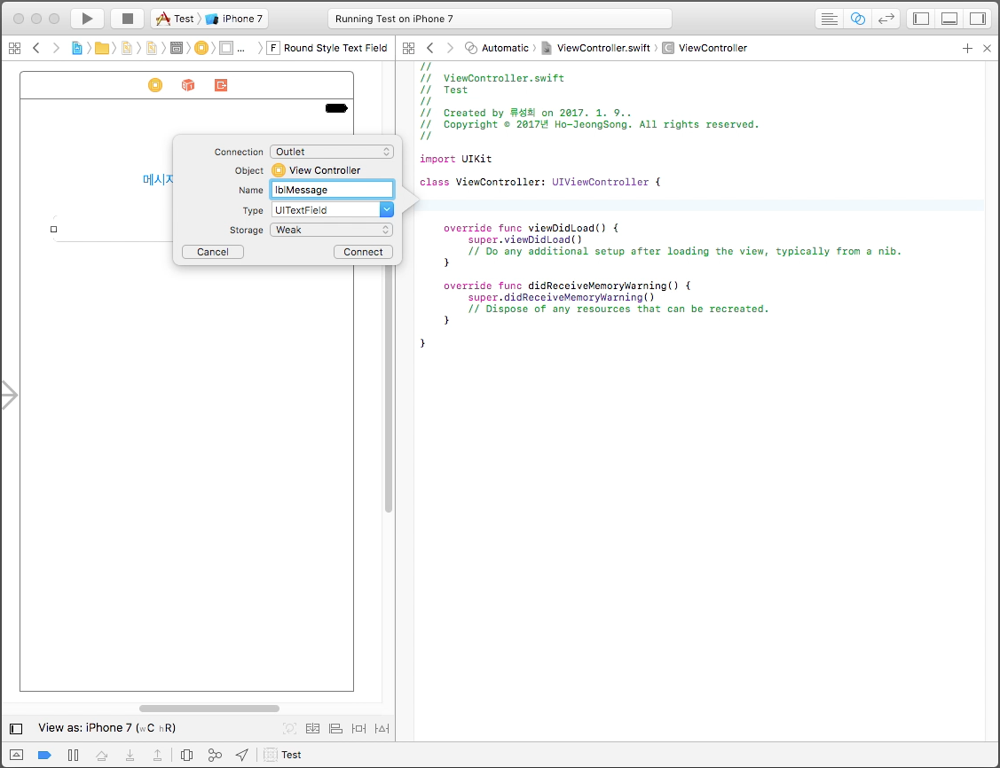 Test
iPhone 7
Running Test on iPhone 7
...
F
Round Style Text Field
Automatic
ViewController.swift
C
ViewController
메시지
Connection
Outlet
Object
View Controller
Name
lblMessage
Type
UITextField
Storage
Weak
Cancel
Connect
//
//  ViewController.swift
//  Test
//
//  Created by 류성희 on 2017. 1. 9..
//  Copyright © 2017년 Ho-JeongSong. All rights reserved.
//
import UIKit
class ViewController: UIViewController {
override func viewDidLoad() {
super.viewDidLoad()
// Do any additional setup after loading the view, typically from a nib.
}
override func didReceiveMemoryWarning() {
super.didReceiveMemoryWarning()
// Dispose of any resources that can be recreated.
}
}
View as: iPhone 7 (wC hR)
Test